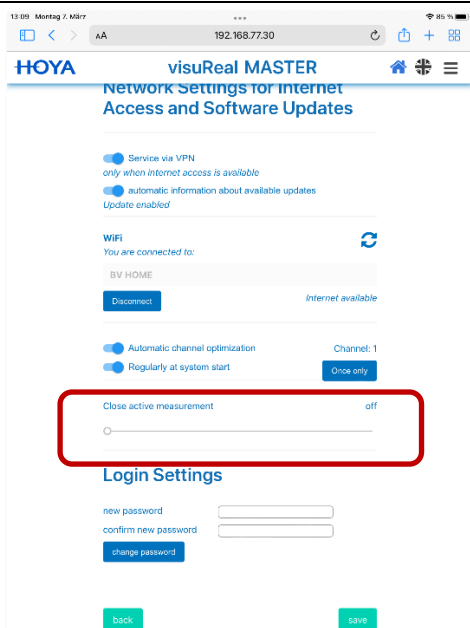 13:09 Montag 7. März
85 %
AA
192.168.77.30
HOYA
visuReal MASTER
Network Settings for Internet
Access and Software Updates
Service via VPN
only when internet access is available
automatic information about available updates
Update enabled
WiFi
You are connected to:
BV HOME
Disconnect
Internet available
Automatic channel optimization
Channel: 1
Regularly at system start
Once only
Close active measurement
off
Login Settings
new password
confirm new password
change password
back
save